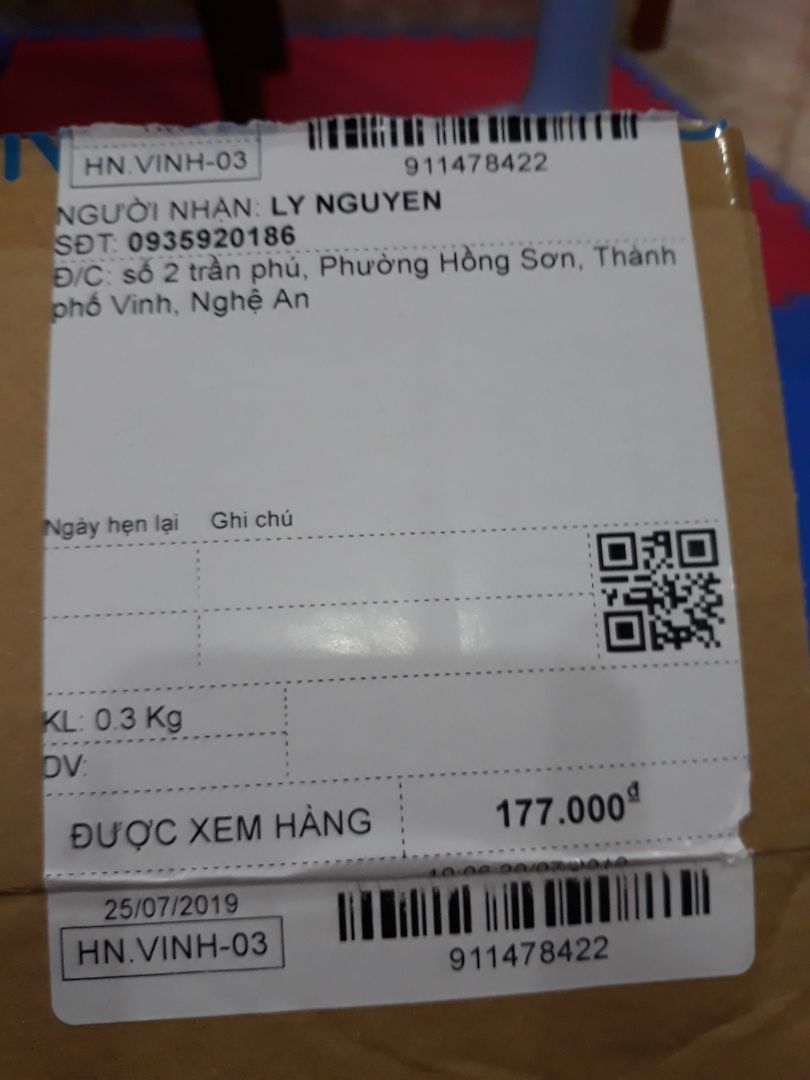 HN.VINH-03
911478422
NGƯỜI NHẬN: LY NGUYEN
SĐT: 0935920186
Đ/C: số 2 trần phú, Phường Hồng Sơn, Thành
phố Vinh, Nghệ An
Ngày hẹn lại Ghi chú
KL: 0.3 Kg
DV:
ĐƯỢC XEM HÀNG 177.000đ
25/07/2019
HN.VINH-03
911478422